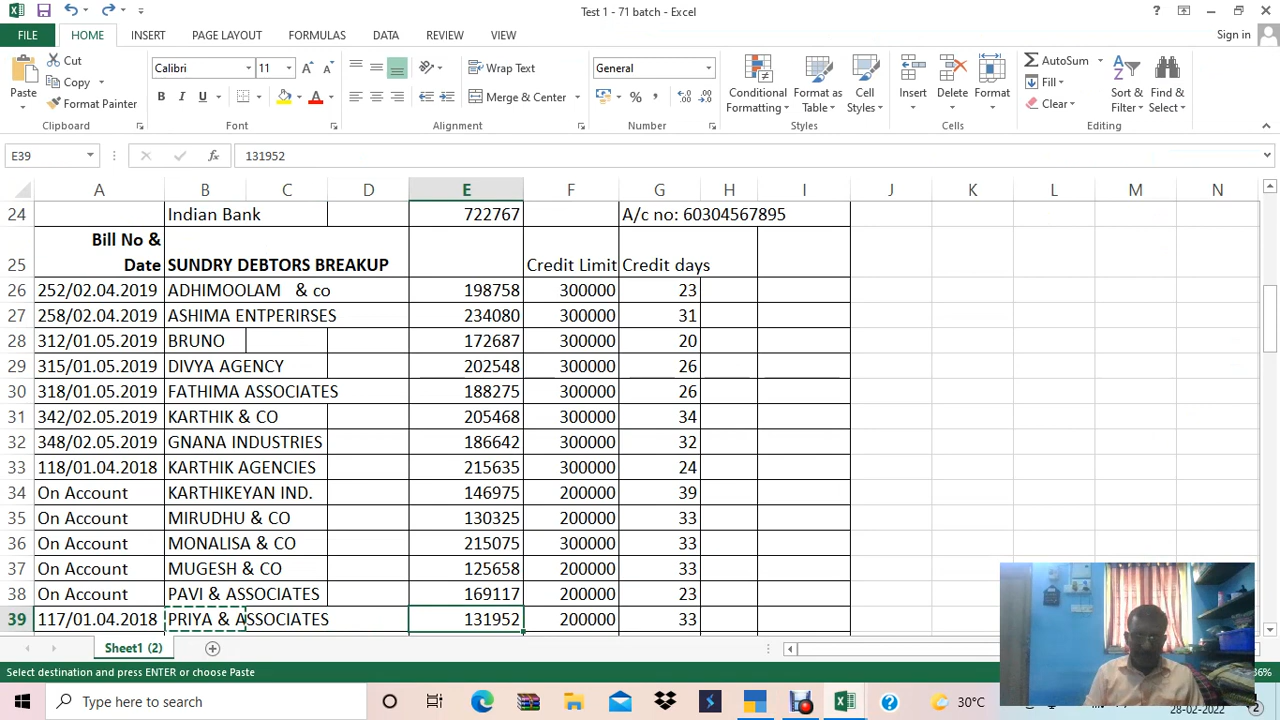 Test 1 - 71 batch - Excel
?
FILE HOME INSERT PAGE LAYOUT FORMULAS DATA REVIEW VIEW Sign in
Paste
Cut
Copy
Format Painter
Clipboard
Calibri 11
B I U
Font
Wrap Text
Merge & Center
Alignment
General
%
Number
Conditional Formatting
Format as Table
Cell Styles
Styles
Insert Delete Format
Cells
AutoSum
Fill
Clear
Sort & Filter
Find & Select
Editing
E39 fx 131952
A B C D E F G H I J K L M N
24 Indian Bank 722767 A/c no: 60304567895
25 Bill No & Date SUNDRY DEBTORS BREAKUP Credit Limit Credit days
26 252/02.04.2019 ADHIMOOLAM & co 198758 300000 23
27 258/02.04.2019 ASHIMA ENTPERIRSES 234080 300000 31
28 312/01.05.2019 BRUNO 172687 300000 20
29 315/01.05.2019 DIVYA AGENCY 202548 300000 26
30 318/01.05.2019 FATHIMA ASSOCIATES 188275 300000 26
31 342/02.05.2019 KARTHIK & CO 205468 300000 34
32 348/02.05.2019 GNANA INDUSTRIES 186642 300000 32
33 118/01.04.2018 KARTHIK AGENCIES 215635 300000 24
34 On Account KARTHIKEYAN IND. 146975 200000 39
35 On Account MIRUDHU & CO 130325 200000 33
36 On Account MONALISA & CO 215075 300000 33
37 On Account MUGESH & CO 125658 200000 33
38 On Account PAVI & ASSOCIATES 169117 200000 23
39 117/01.04.2018 PRIYA & ASSOCIATES 131952 200000 33
Sheet1 (2)
Select destination and press ENTER or choose Paste
Type here to search
30°C
28-02-2022
2